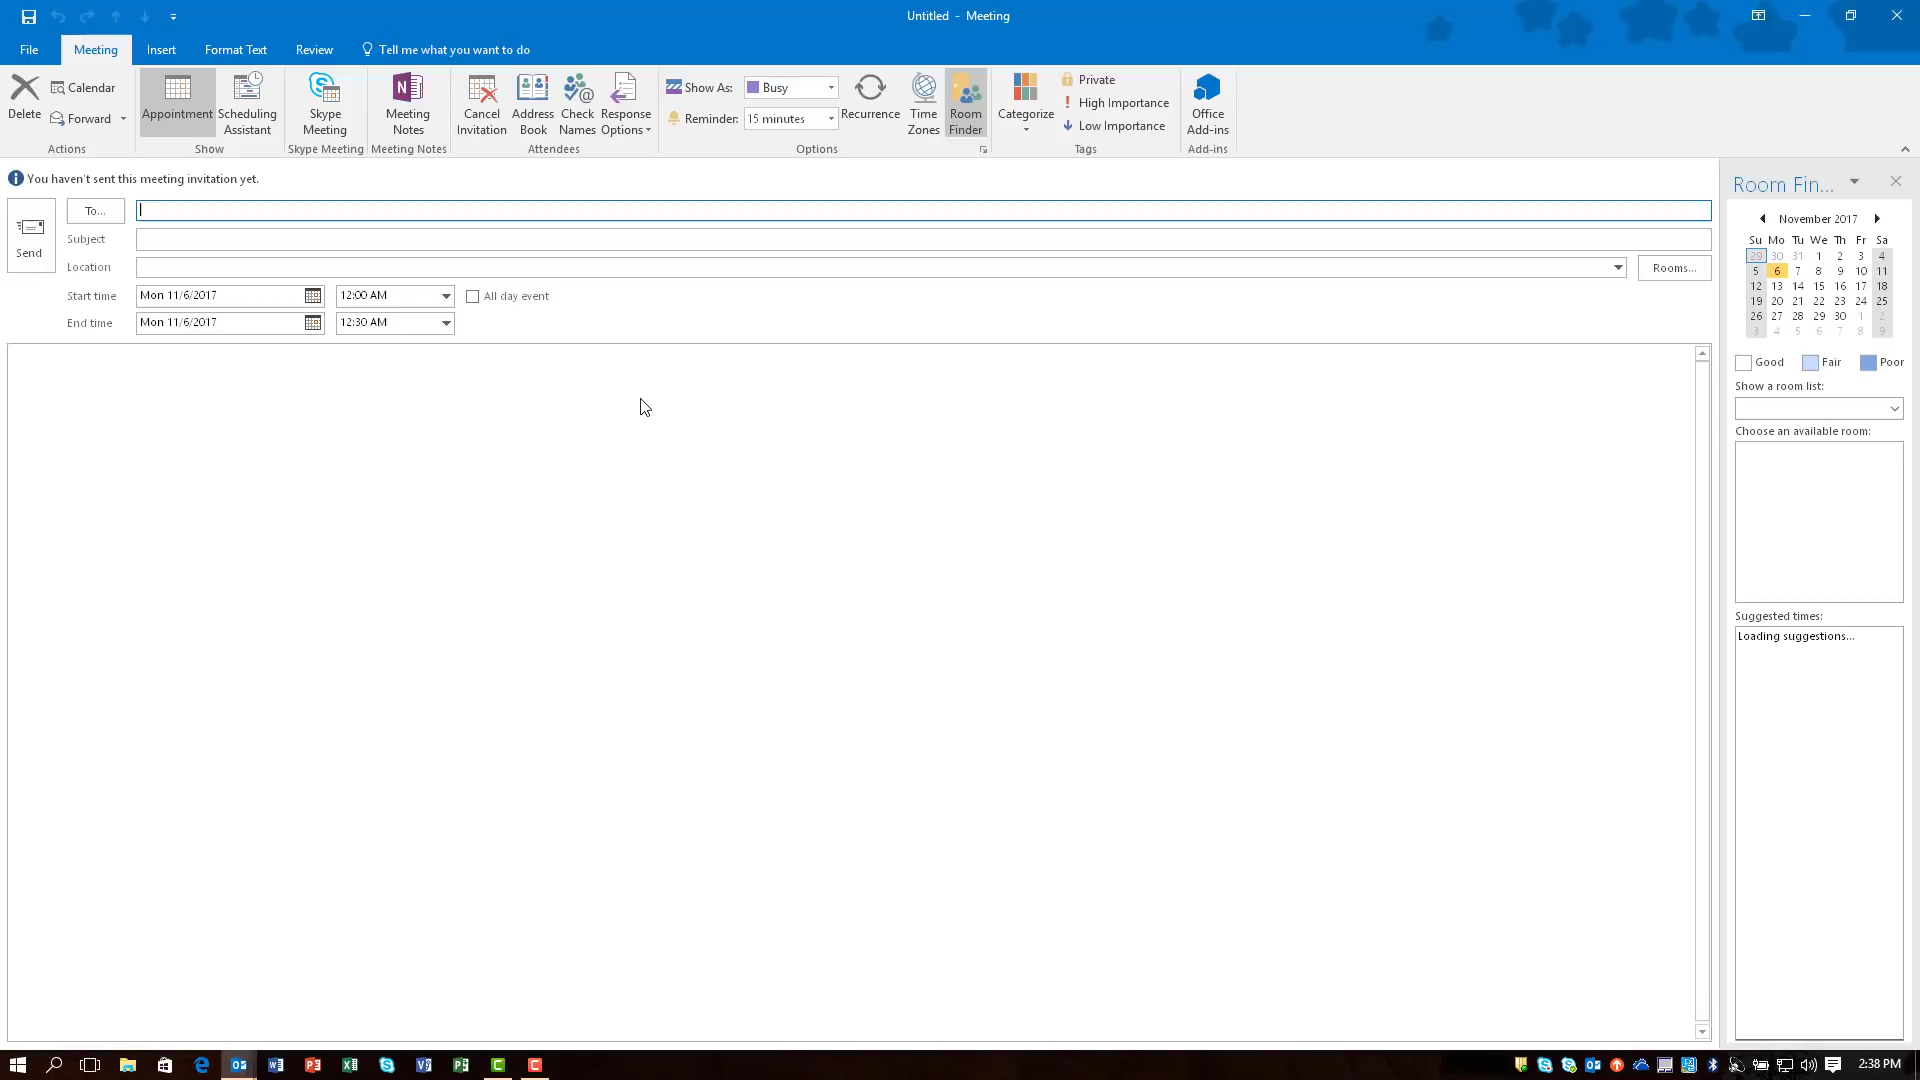 Untitled - Meeting
File Meeting Insert Format Text Review Tell me what you want to do
Delete
Calendar
Forward
Actions
Appointment
Scheduling Assistant
Show
Skype Meeting
Skype Meeting
Meeting Notes
Meeting Notes
Cancel Invitation
Address Book
Check Names
Response Options
Attendees
Show As: Busy
Reminder: 15 minutes
Recurrence
Time Zones
Room Finder
Options
Categorize
Private
High Importance
Low Importance
Tags
Office Add-ins
Add-ins
You haven't sent this meeting invitation yet.
Send
To...
Subject
Location
Rooms...
Start time Mon 11/6/2017 12:00 AM All day event
End time Mon 11/6/2017 12:30 AM
Room Fin...
November 2017
Su Mo Tu We Th Fr Sa
29 30 31 1 2 3 4
5 6 7 8 9 10 11
12 13 14 15 16 17 18
19 20 21 22 23 24 25
26 27 28 29 30 1 2
3 4 5 6 7 8 9
Good Fair Poor
Show a room list:
Choose an available room:
Suggested times:
Loading suggestions...
2:38 PM